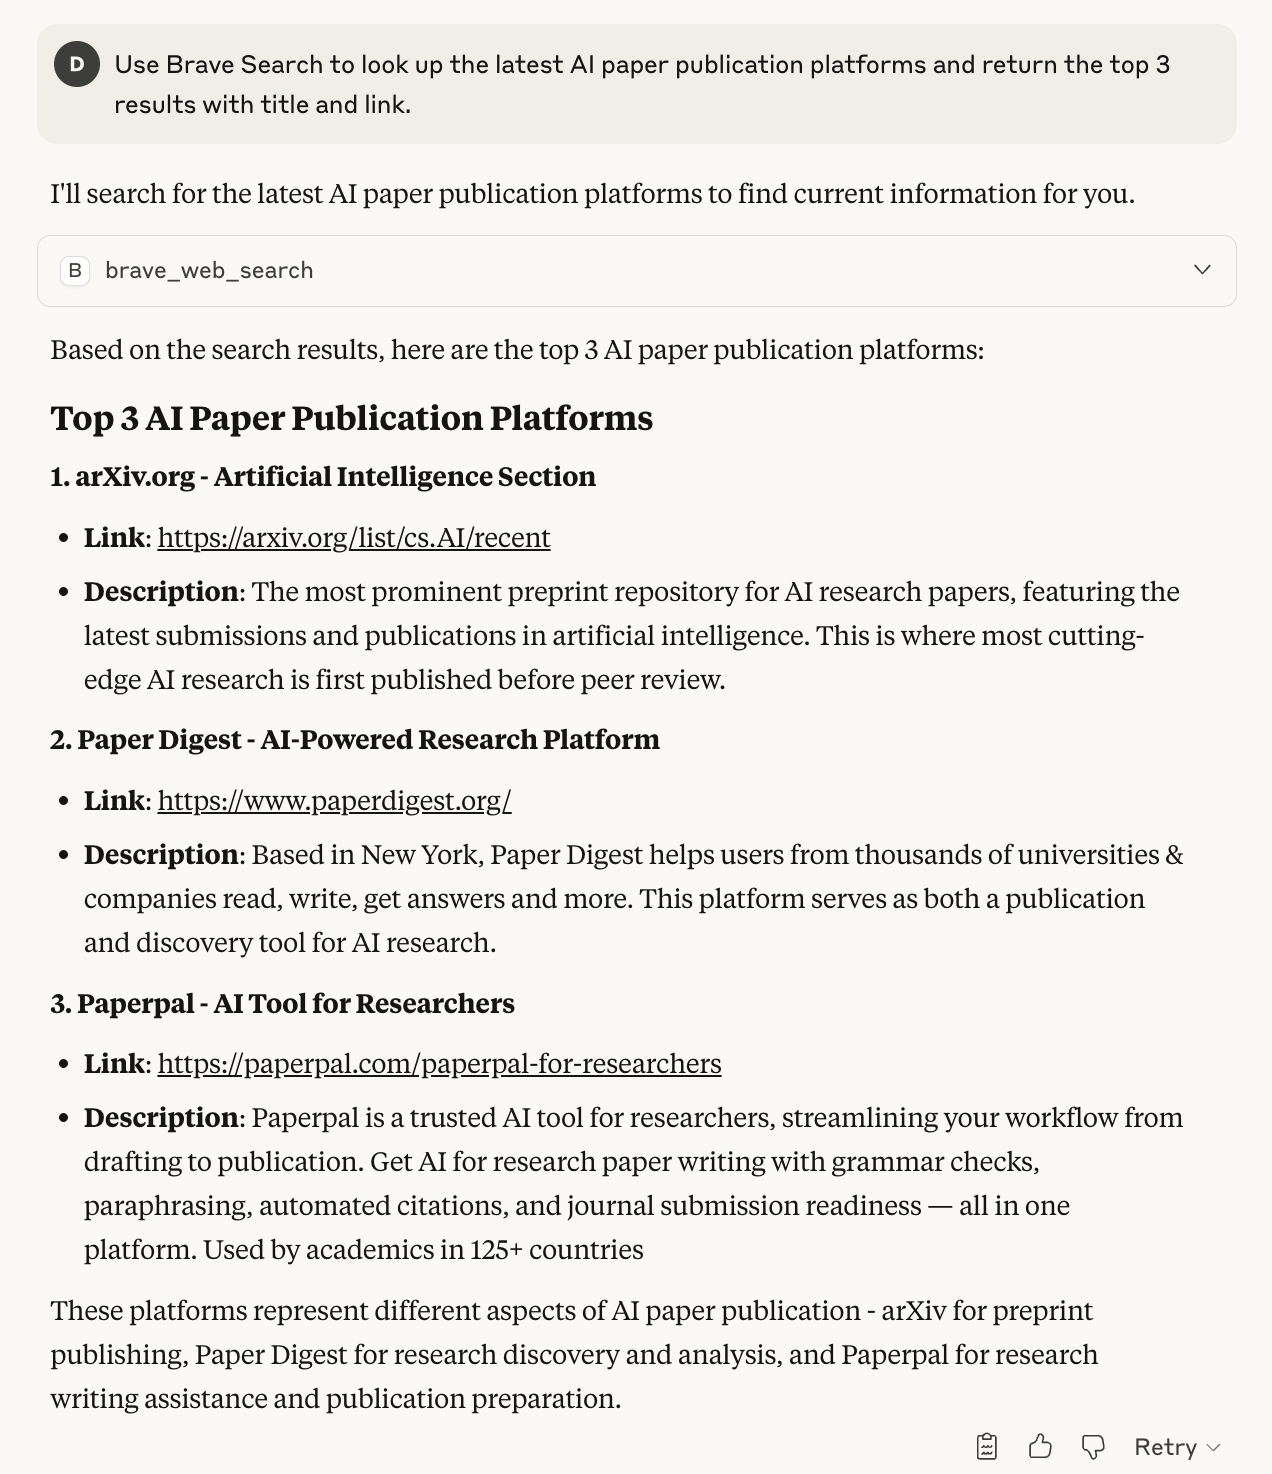 D
Use Brave Search to look up the latest AI paper publication platforms and return the top 3
results with title and link.
I'll search for the latest AI paper publication platforms to find current information for you.
B brave_web_search
Based on the search results, here are the top 3 AI paper publication platforms:
Top 3 AI Paper Publication Platforms
1. arXiv.org - Artificial Intelligence Section
• Link: https://arxiv.org/list/cs.AI/recent
• Description: The most prominent preprint repository for AI research papers, featuring the
latest submissions and publications in artificial intelligence. This is where most cutting-
edge AI research is first published before peer review.
2. Paper Digest - AI-Powered Research Platform
• Link: https://www.paperdigest.org/
• Description: Based in New York, Paper Digest helps users from thousands of universities &
companies read, write, get answers and more. This platform serves as both a publication
and discovery tool for AI research.
3. Paperpal - AI Tool for Researchers
• Link: https://paperpal.com/paperpal-for-researchers
• Description: Paperpal is a trusted AI tool for researchers, streamlining your workflow from
drafting to publication. Get AI for research paper writing with grammar checks,
paraphrasing, automated citations, and journal submission readiness — all in one
platform. Used by academics in 125+ countries
These platforms represent different aspects of AI paper publication - arXiv for preprint
publishing, Paper Digest for research discovery and analysis, and Paperpal for research
writing assistance and publication preparation.
Retry